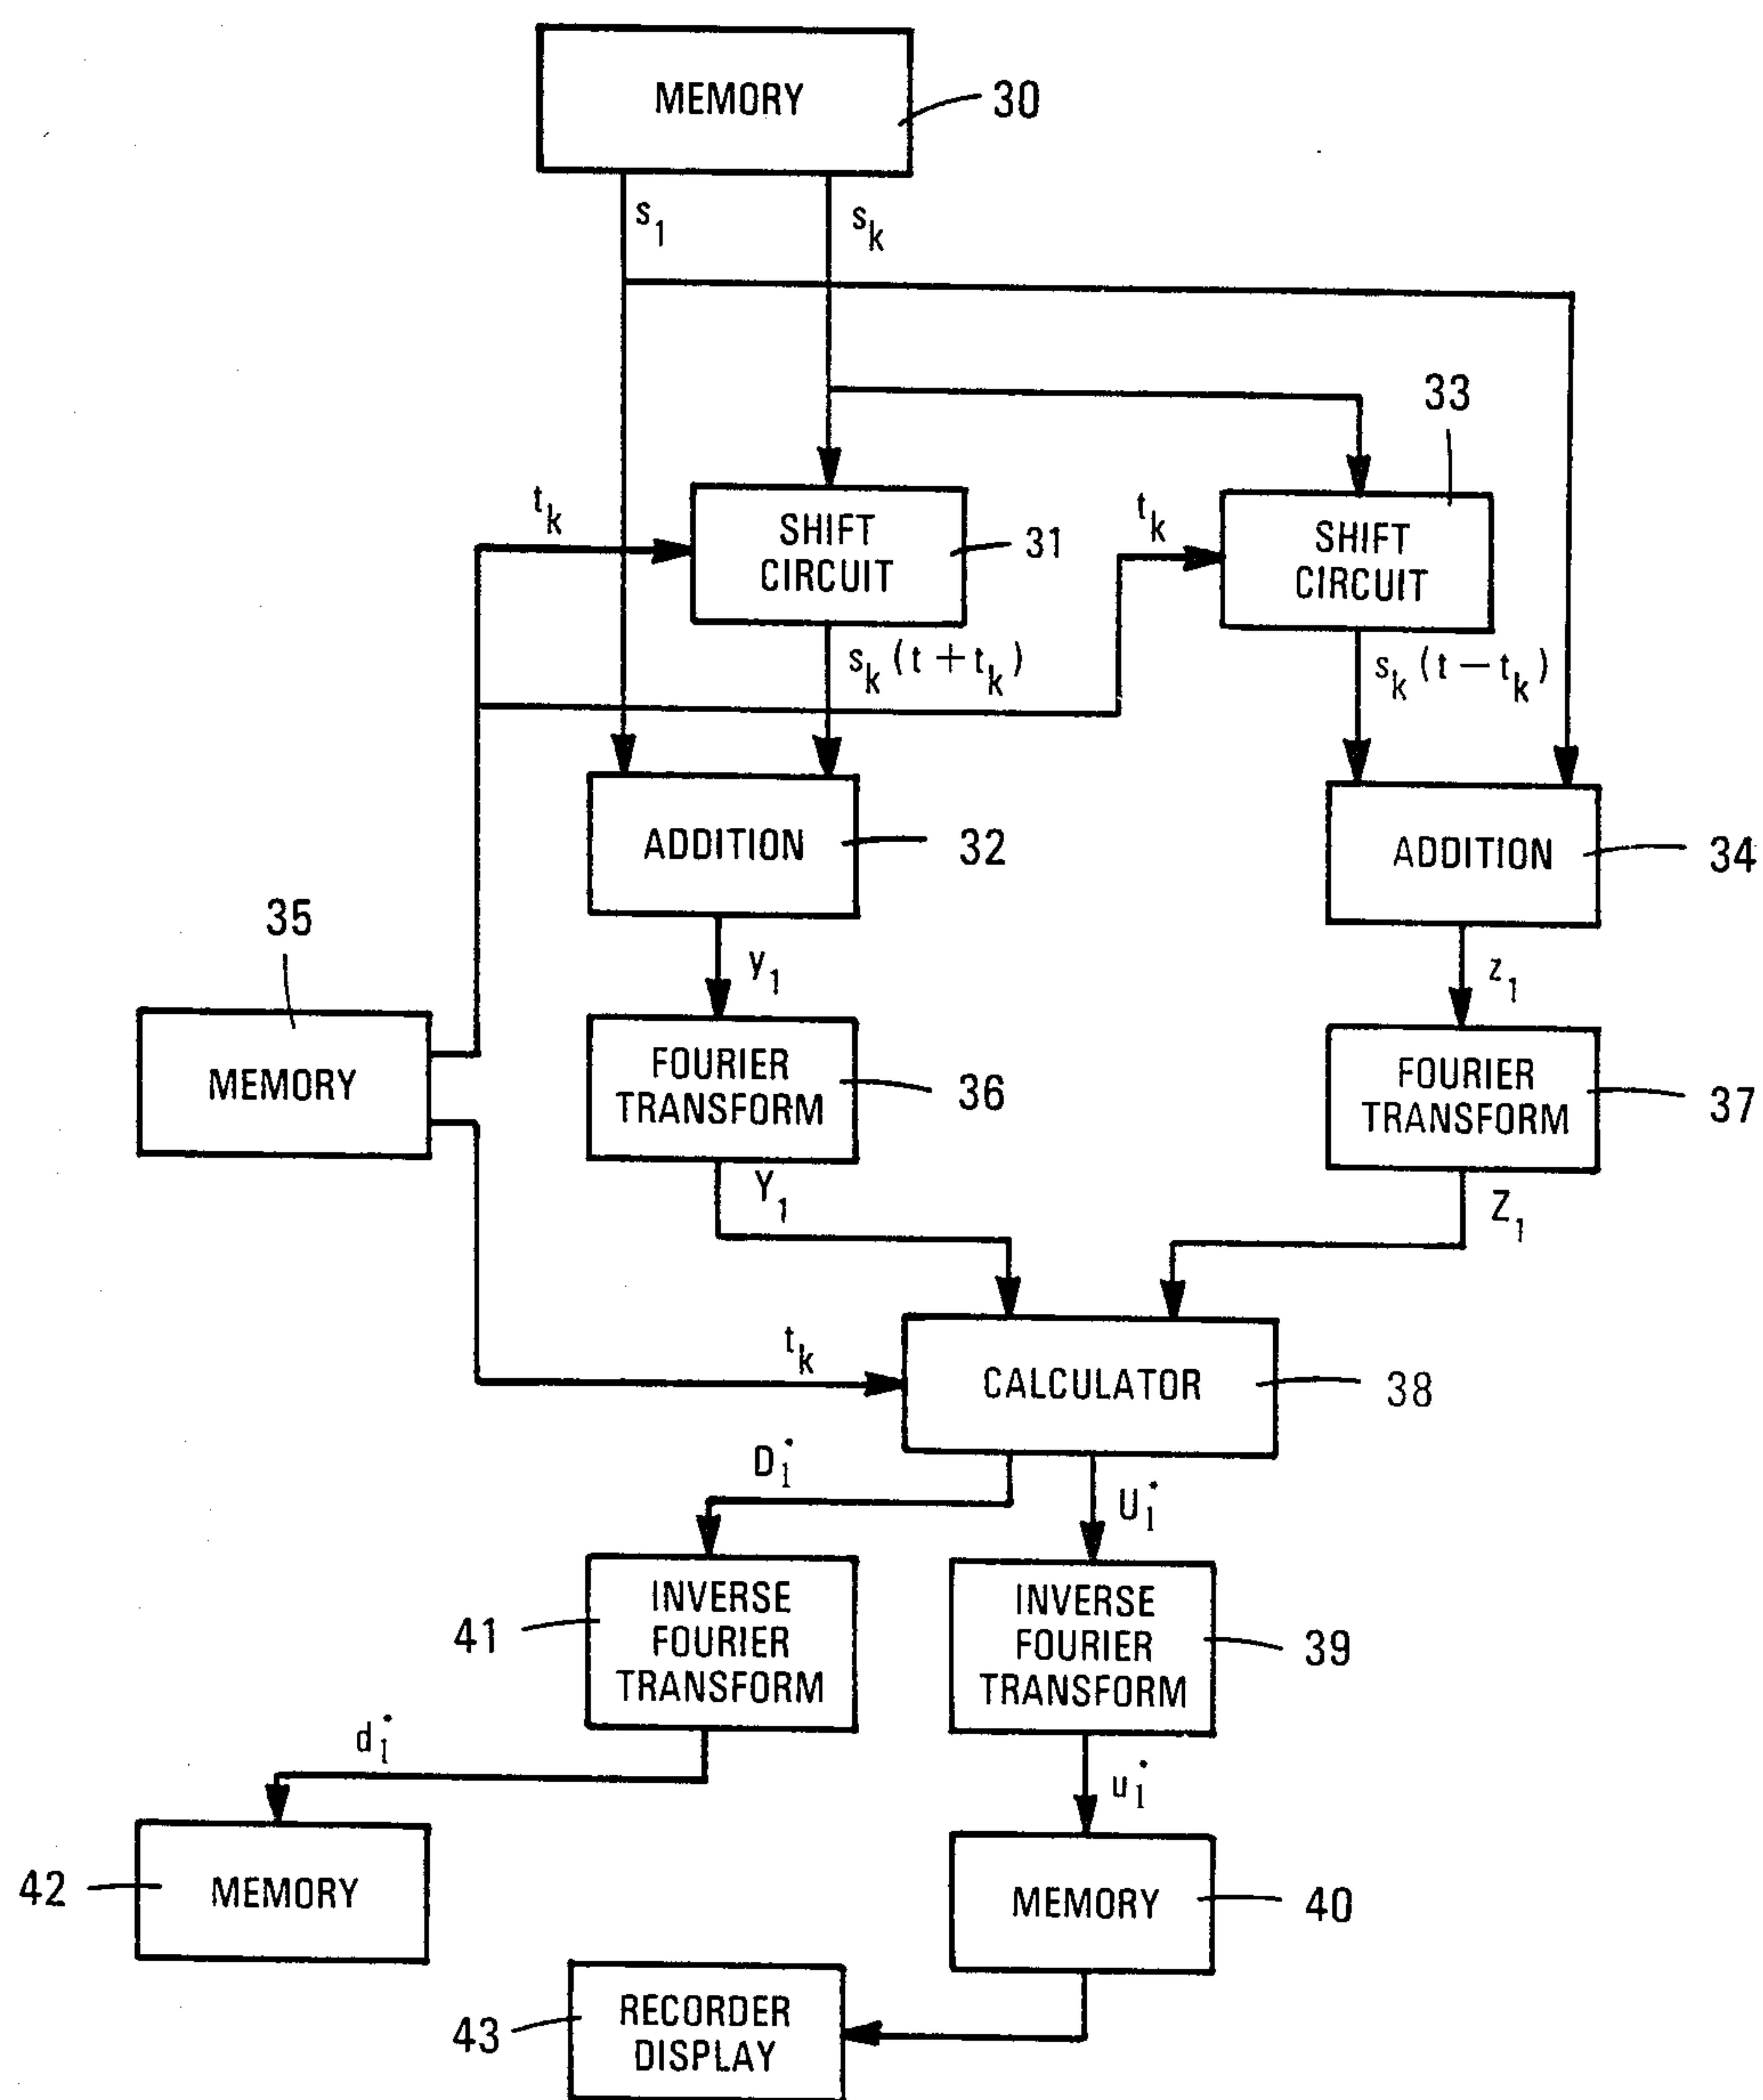 MEMORY
30
s1
sk
33
tk
SHIFT
CIRCUIT
31
tk
SHIFT
CIRCUIT
sk (t + tk)
sk (t − tk)
ADDITION
32
ADDITION
34
35
y1
z1
MEMORY
FOURIER
TRANSFORM
36
FOURIER
TRANSFORM
37
Y1
Z1
tk
CALCULATOR
38
D1*
U1*
41
INVERSE
FOURIER
TRANSFORM
INVERSE
FOURIER
TRANSFORM
39
d1*
u1*
42
MEMORY
MEMORY
40
43
RECORDER
DISPLAY